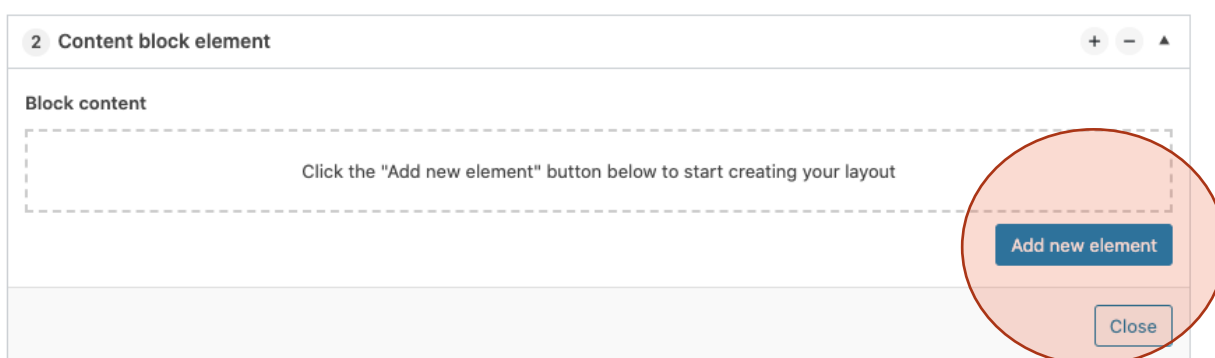 2 Content block element
Block content
Click the "Add new element" button below to start creating your layout
Add new element
Close